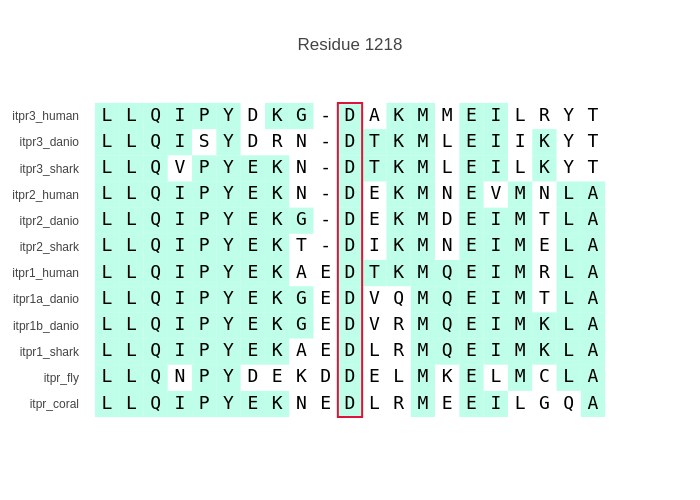 Residue 1218
itpr3_human L L Q I P Y D K G - D A K M M E I L R Y T
itpr3_danio L L Q I S Y D R N - D T K M L E I I K Y T
itpr3_shark L L Q V P Y E K N - D T K M L E I L K Y T
itpr2_human L L Q I P Y E K N - D E K M N E V M N L A
itpr2_danio L L Q I P Y E K G - D E K M D E I M T L A
itpr2_shark L L Q I P Y E K T - D I K M N E I M E L A
itpr1_human L L Q I P Y E K A E D T K M Q E I M R L A
itpr1a_danio L L Q I P Y E K G E D V Q M Q E I M T L A
itpr1b_danio L L Q I P Y E K G E D V R M Q E I M K L A
itpr1_shark L L Q I P Y E K A E D L R M Q E I M K L A
itpr_fly L L Q N P Y D E K D D E L M K E L M C L A
itpr_coral L L Q I P Y E K N E D L R M E E I L G Q A